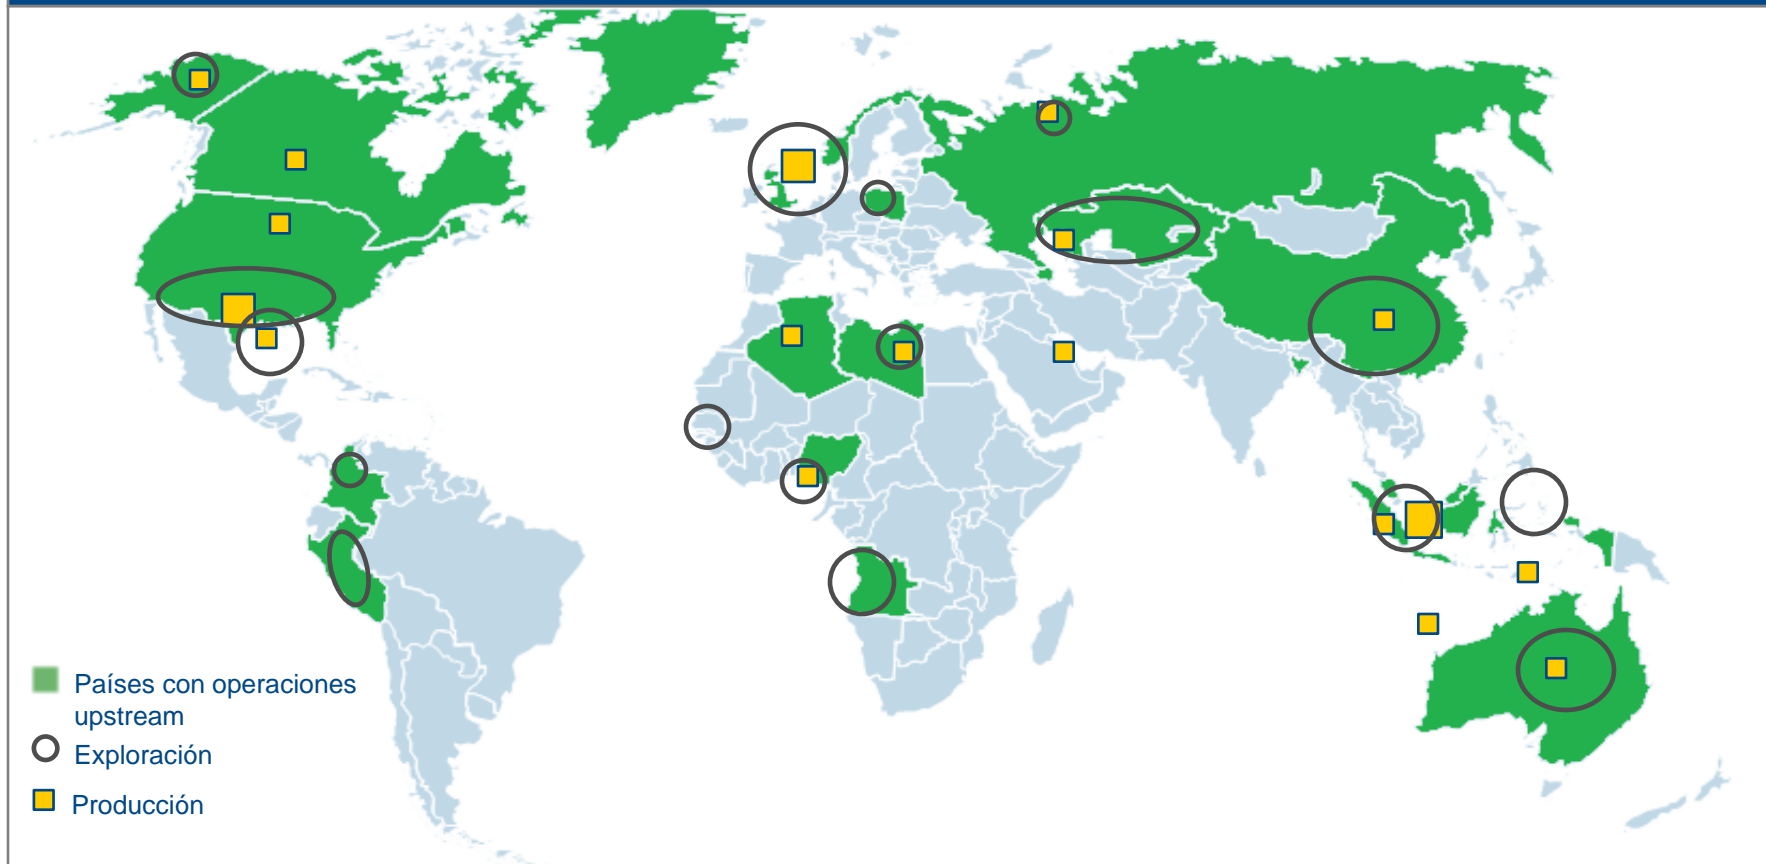 Países con operaciones
upstream
Exploración
Producción